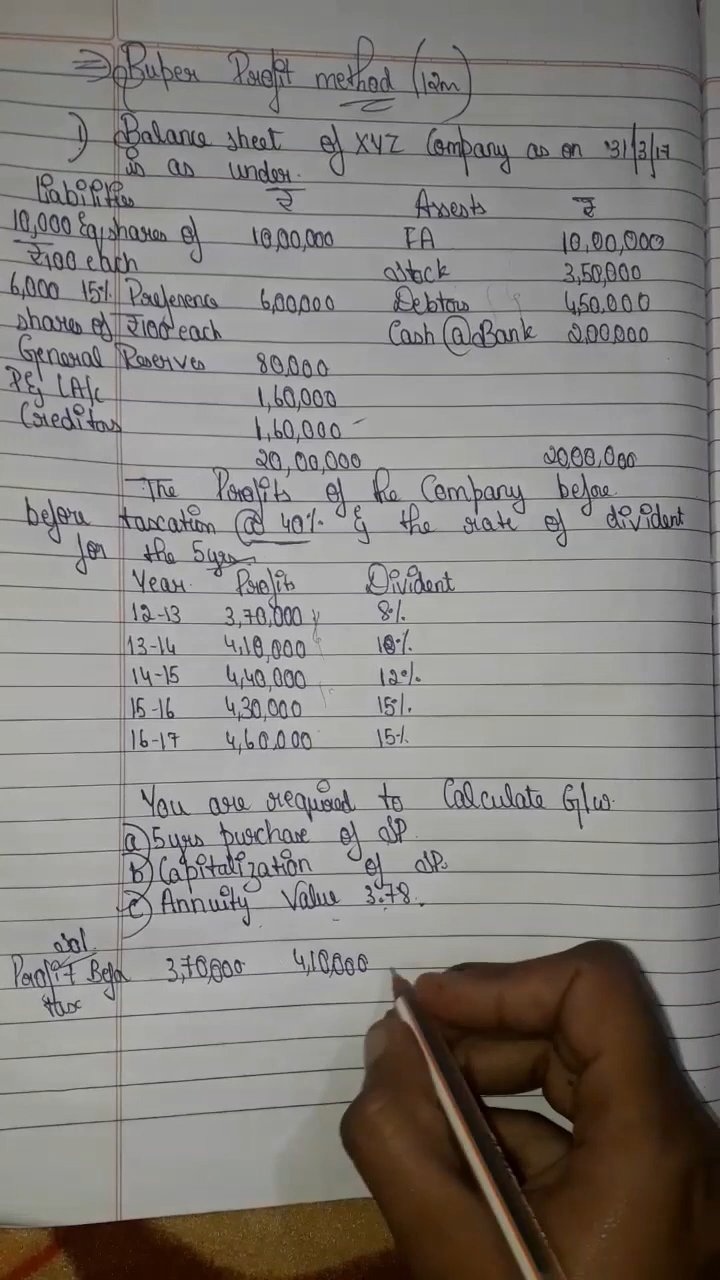 => Super Profit method (12m)
1) Balance sheet of XYZ Company as on 31/3/17
is as under.
Liabilities ₹ Assests ₹
10,000 Eq shares of 10,00,000 FA 10,00,000
₹100 each Stock 3,50,000
6,000 15% Preference 6,00,000 Debtors 4,50,000
shares of ₹100 each Cash @ Bank 2,00,000
General Reserves 80,000
P&L A/c 1,60,000
Creditors 1,60,000
20,00,000 2000,000
The Profits of the Company before
before taxcation @ 40% & the rate of divident
for the 5yrs
Year Profits Divident
12-13 3,70,000 8%
13-14 4,10,000 10%
14-15 4,40,000 12%
15-16 4,30,000 15%
16-17 4,60,000 15%
You are required to Calculate G/w.
a) 5yrs purchase of SP.
b) Capitalization of SP.
c) Annuity Value 3.78.
Sol.
Profit Befo 3,70,000 4,10,000
tax